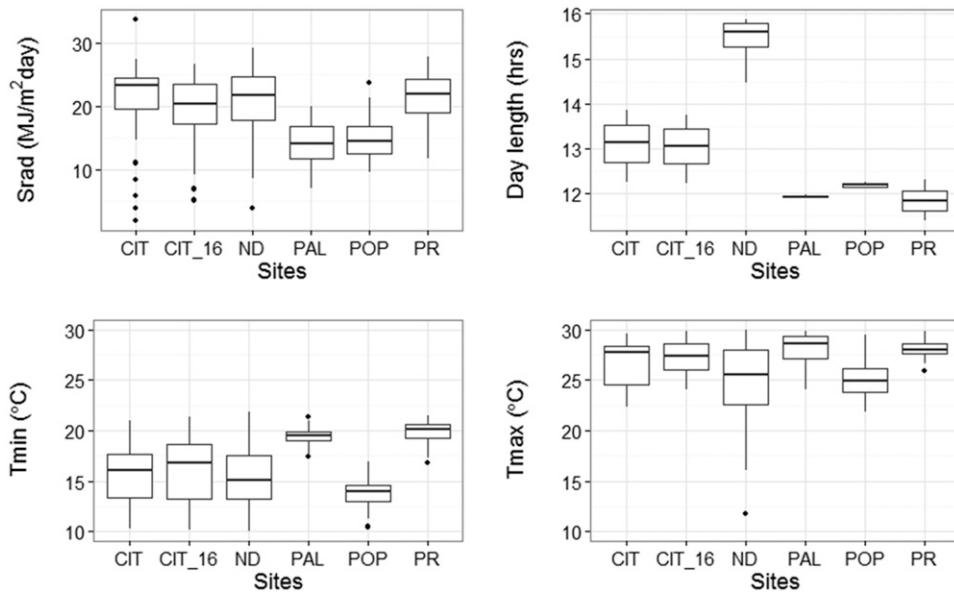 Srad (MJ/m²day)
30
20
10
CIT CIT_16 ND PAL POP PR
Sites
Day length (hrs)
16
15
14
13
12
CIT CIT_16 ND PAL POP PR
Sites
Tmin (°C)
30
25
20
15
10
CIT CIT_16 ND PAL POP PR
Sites
Tmax (°C)
30
25
20
15
10
CIT CIT_16 ND PAL POP PR
Sites